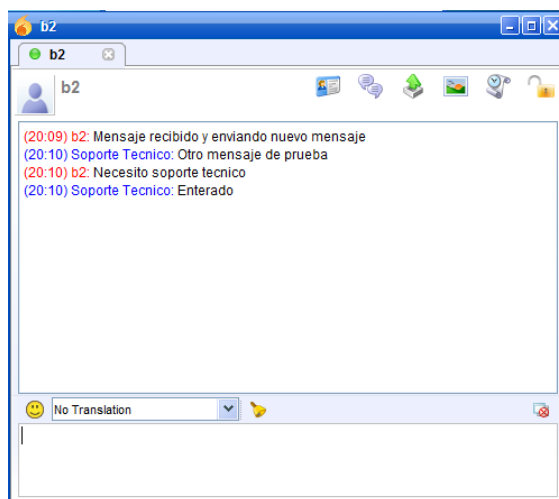 b2
b2
b2
(20:09) b2: Mensaje recibido y enviando nuevo mensaje
(20:10) Soporte Tecnico: Otro mensaje de prueba
(20:10) b2: Necesito soporte tecnico
(20:10) Soporte Tecnico: Enterado
No Translation